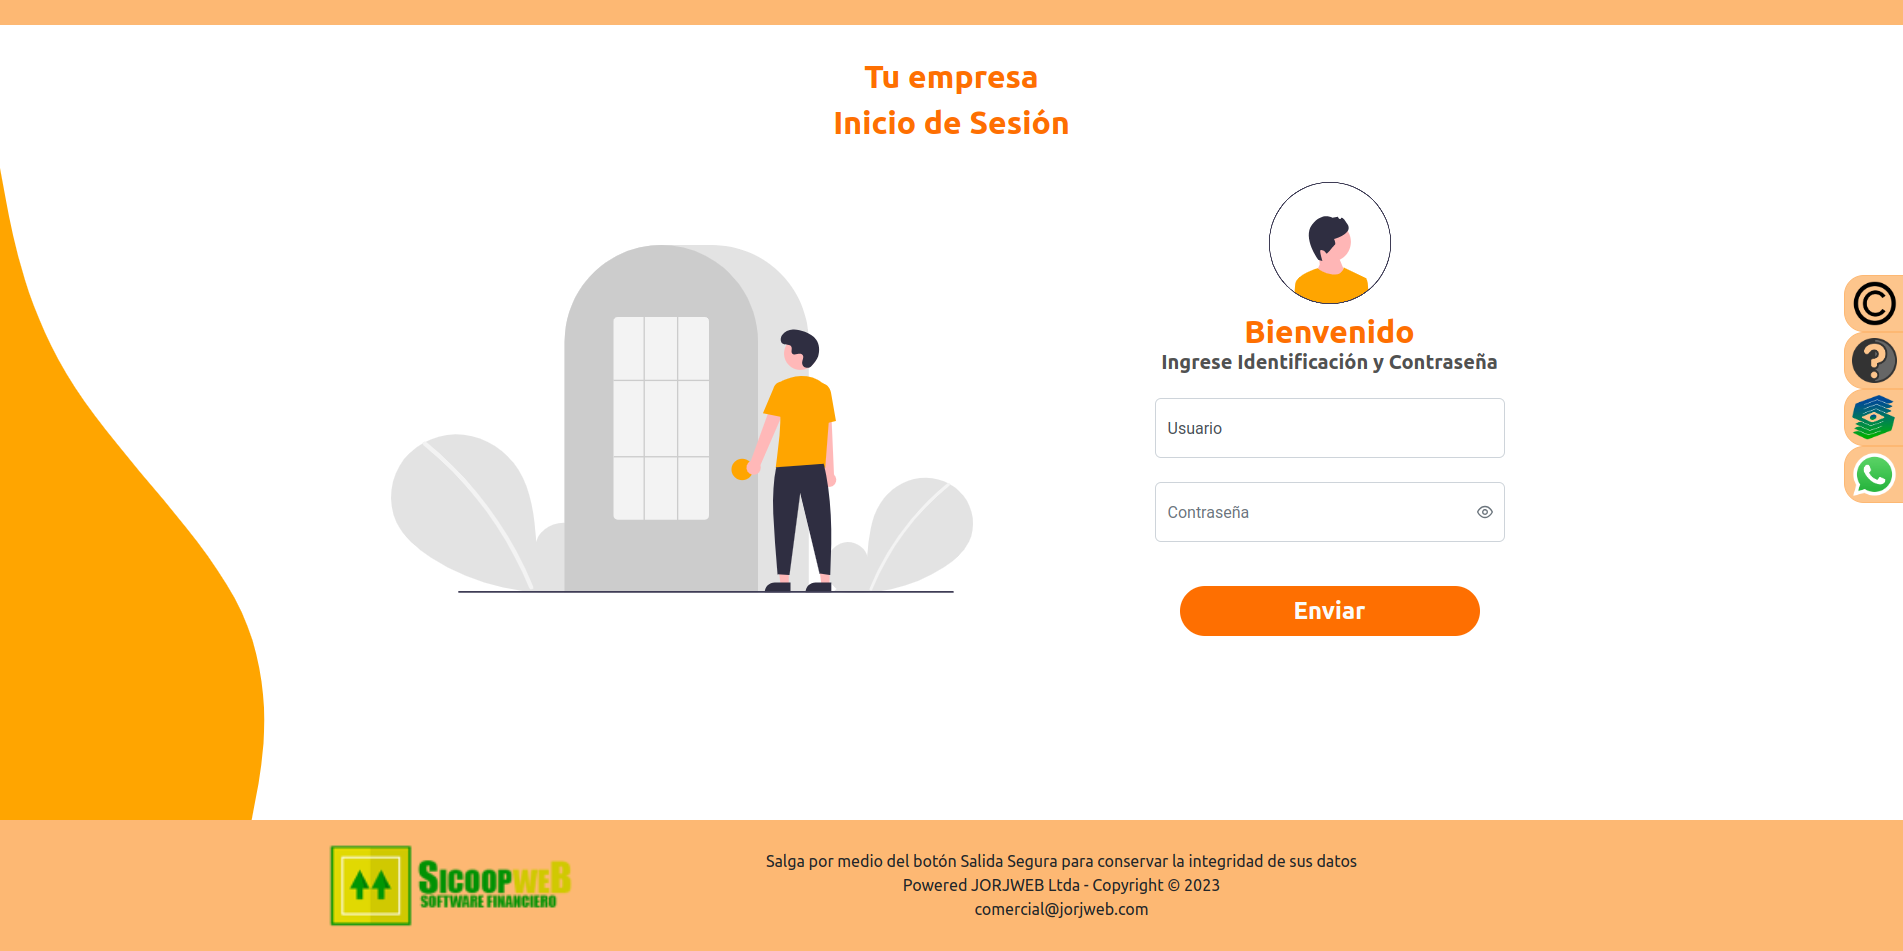 Tu empresa
Inicio de Sesión
Bienvenido
Ingrese Identificación y Contraseña
Usuario
Contraseña
Enviar
SICOOPWEB
SOFTWARE FINANCIERO
Salga por medio del botón Salida Segura para conservar la integridad de sus datos
Powered JORJWEB Ltda - Copyright © 2023
comercial@jorjweb.com